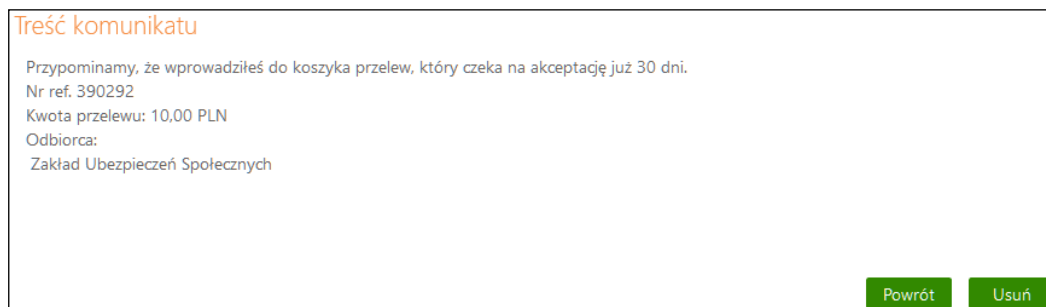 Treść komunikatu
Przypominamy, że wprowadziłeś do koszyka przelew, który czeka na akceptację już 30 dni.
Nr ref. 390292
Kwota przelewu: 10,00 PLN
Odbiorca:
Zakład Ubezpieczeń Społecznych
Powrót Usuń